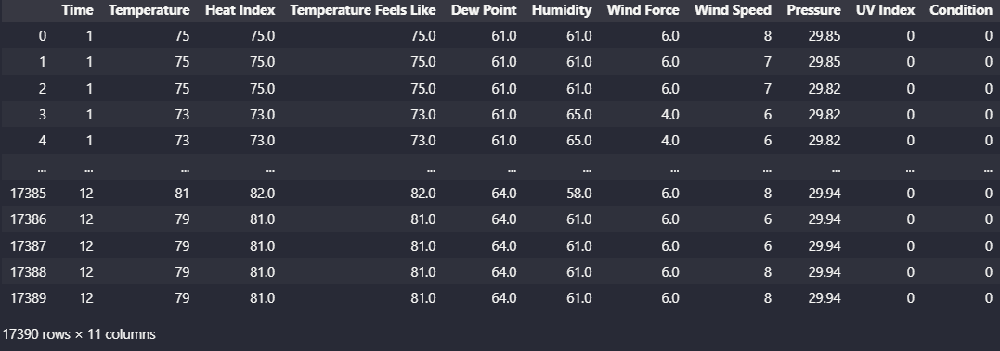 Time Temperature Heat Index Temperature Feels Like Dew Point Humidity Wind Force Wind Speed Pressure UV Index Condition
0 1 75 75.0 75.0 61.0 61.0 6.0 8 29.85 0 0
1 1 75 75.0 75.0 61.0 61.0 6.0 7 29.85 0 0
2 1 75 75.0 75.0 61.0 61.0 6.0 7 29.82 0 0
3 1 73 73.0 73.0 61.0 65.0 4.0 6 29.82 0 0
4 1 73 73.0 73.0 61.0 65.0 4.0 6 29.82 0 0
... ... ... ... ... ... ... ... ... ... ... ...
17385 12 81 82.0 82.0 64.0 58.0 6.0 8 29.94 0 0
17386 12 79 81.0 81.0 64.0 61.0 6.0 6 29.94 0 0
17387 12 79 81.0 81.0 64.0 61.0 6.0 6 29.94 0 0
17388 12 79 81.0 81.0 64.0 61.0 6.0 8 29.94 0 0
17389 12 79 81.0 81.0 64.0 61.0 6.0 8 29.94 0 0
17390 rows × 11 columns